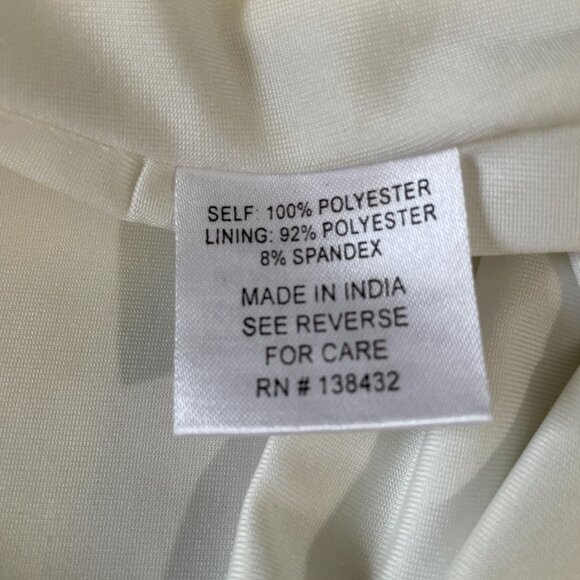 SELF: 100% POLYESTER
LINING: 92% POLYESTER
8% SPANDEX
MADE IN INDIA
SEE REVERSE
FOR CARE
RN # 138432